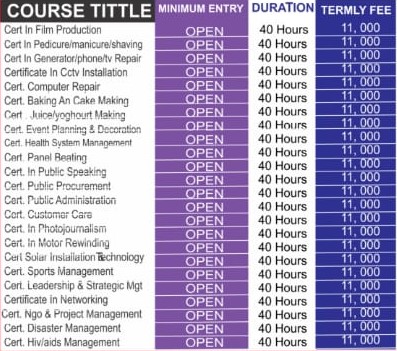 COURSE TITTLE MINIMUM ENTRY DURATION TERMLY FEE
Cert In Film Production OPEN 40 Hours 11, 000
Cert In Pedicure/manicure/shaving OPEN 40 Hours 11, 000
Cert In Generator/phone/tv Repair OPEN 40 Hours 11, 000
Certificate In Cctv Installation OPEN 40 Hours 11, 000
Cert. Computer Repair OPEN 40 Hours 11, 000
Cert. Baking An Cake Making OPEN 40 Hours 11, 000
Cert . Juice/yoghourt Making OPEN 40 Hours 11, 000
Cert. Event Planning & Decoration OPEN 40 Hours 11, 000
Cert. Health System Management OPEN 40 Hours 11, 000
Cert. Panel Beating OPEN 40 Hours 11, 000
Cert. In Public Speaking OPEN 40 Hours 11, 000
Cert. Public Procurement OPEN 40 Hours 11, 000
Cert. Public Administration OPEN 40 Hours 11, 000
Cert. Customer Care OPEN 40 Hours 11, 000
Cert. In Photojournalism OPEN 40 Hours 11, 000
Cert. In Motor Rewinding OPEN 40 Hours 11, 000
Cert Solar Installation Technology OPEN 40 Hours 11, 000
Cert. Sports Management OPEN 40 Hours 11, 000
Cert. Leadership & Strategic Mgt OPEN 40 Hours 11, 000
Certificate in Networking OPEN 40 Hours 11, 000
Cert. Ngo & Project Management OPEN 40 Hours 11, 000
Cert. Disaster Management OPEN 40 Hours 11, 000
Cert. Hiv/aids Management OPEN 40 Hours 11, 000